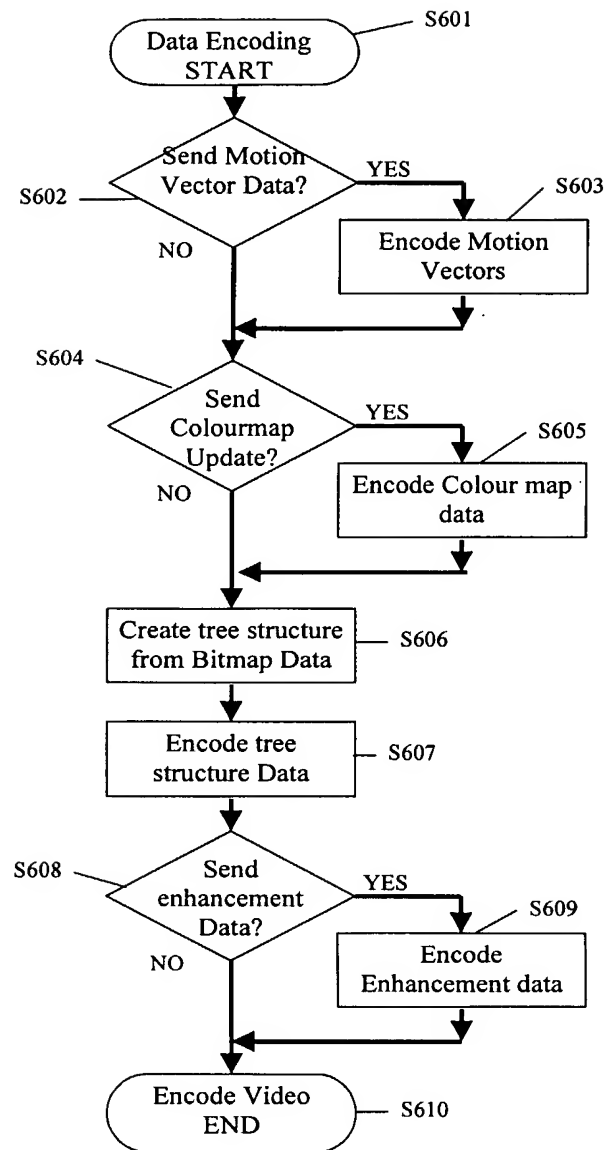 S601
Data Encoding
START
Send Motion
Vector Data?
YES
S602
S603
NO
Encode Motion
Vectors
S604
Send
Colourmap
Update?
YES
S605
NO
Encode Colour map
data
Create tree structure
from Bitmap Data
S606
Encode tree
structure Data
S607
S608
Send
enhancement
Data?
YES
S609
NO
Encode
Enhancement data
Encode Video
END
S610